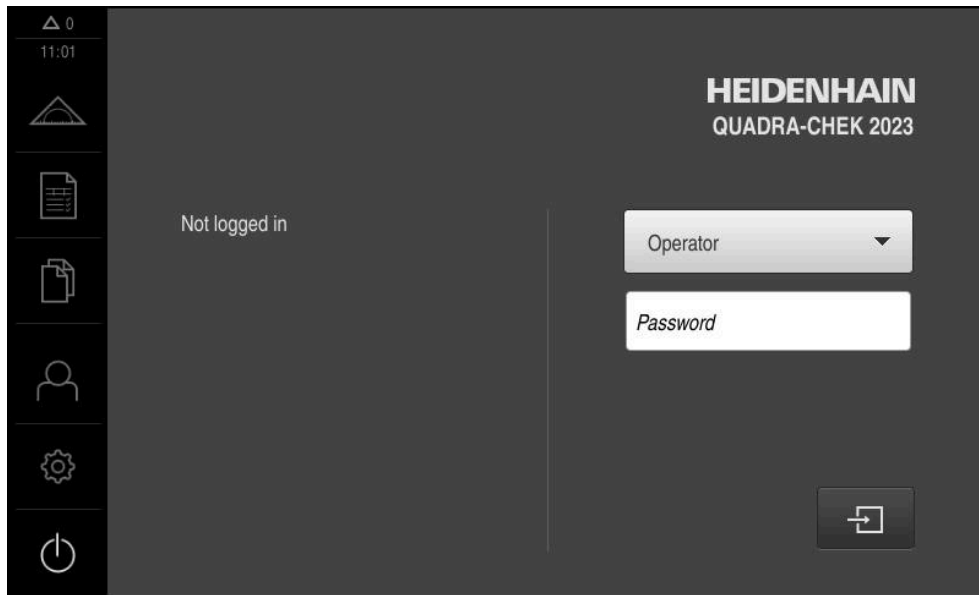 0
11:01
HEIDENHAIN
QUADRA-CHEK 2023
Not logged in
Operator
Password